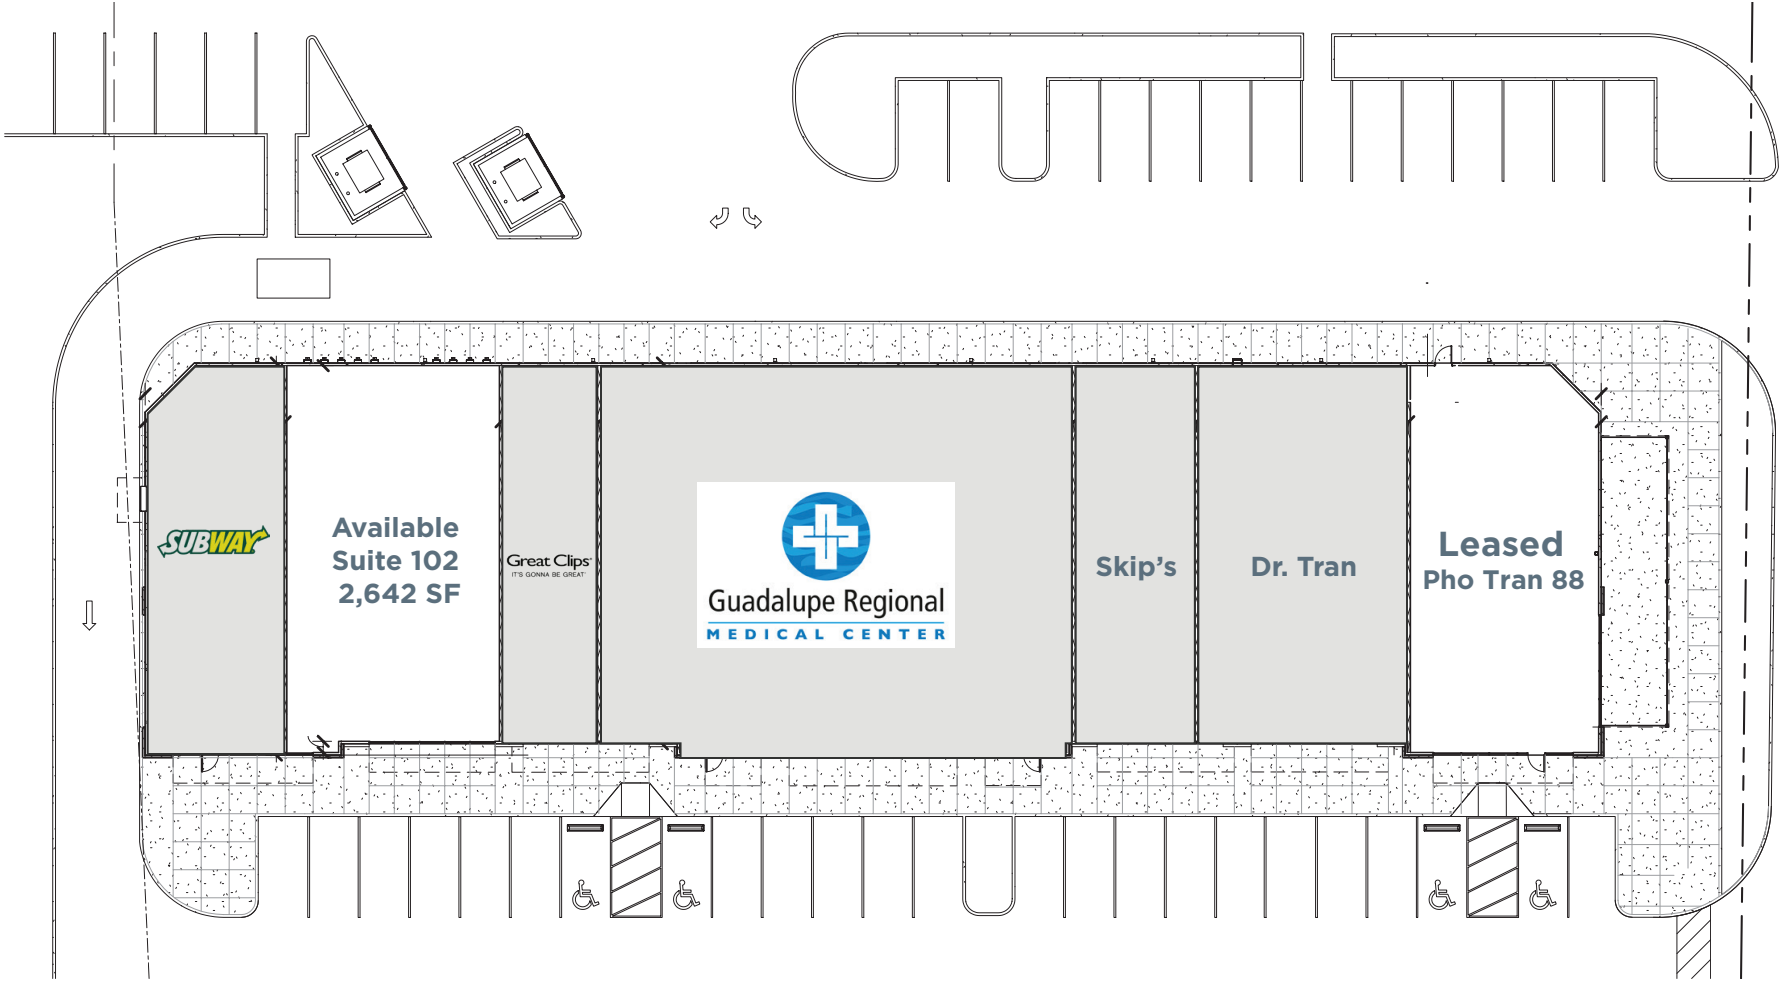 SUBWAY
Available
Suite 102
2,642 SF
Great Clips
IT'S GONNA BE GREAT
Guadalupe Regional
MEDICAL CENTER
Skip's
Dr. Tran
Leased
Pho Tran 88